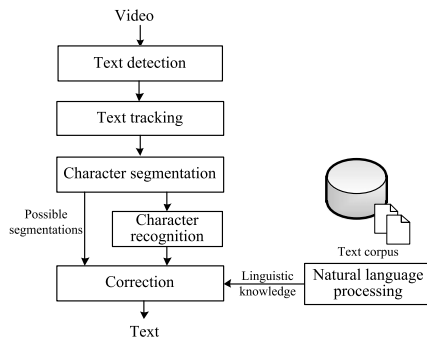 Video
Text detection
Text tracking
Character segmentation
Possible
segmentations
Character
recognition
Text corpus
Correction
Linguistic
knowledge
Natural language
processing
Text